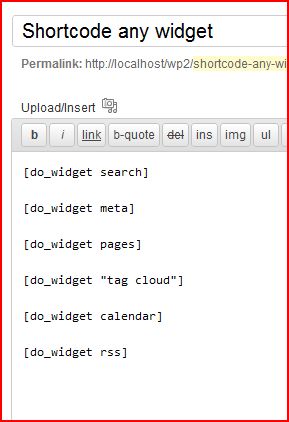 Shortcode any widget
Permalink: http://localhost/wp2/shortcode-any-wi
Upload/Insert
b i link b-quote del ins img ul
[do_widget search]
[do_widget meta]
[do_widget pages]
[do_widget "tag cloud"]
[do_widget calendar]
[do_widget rss]